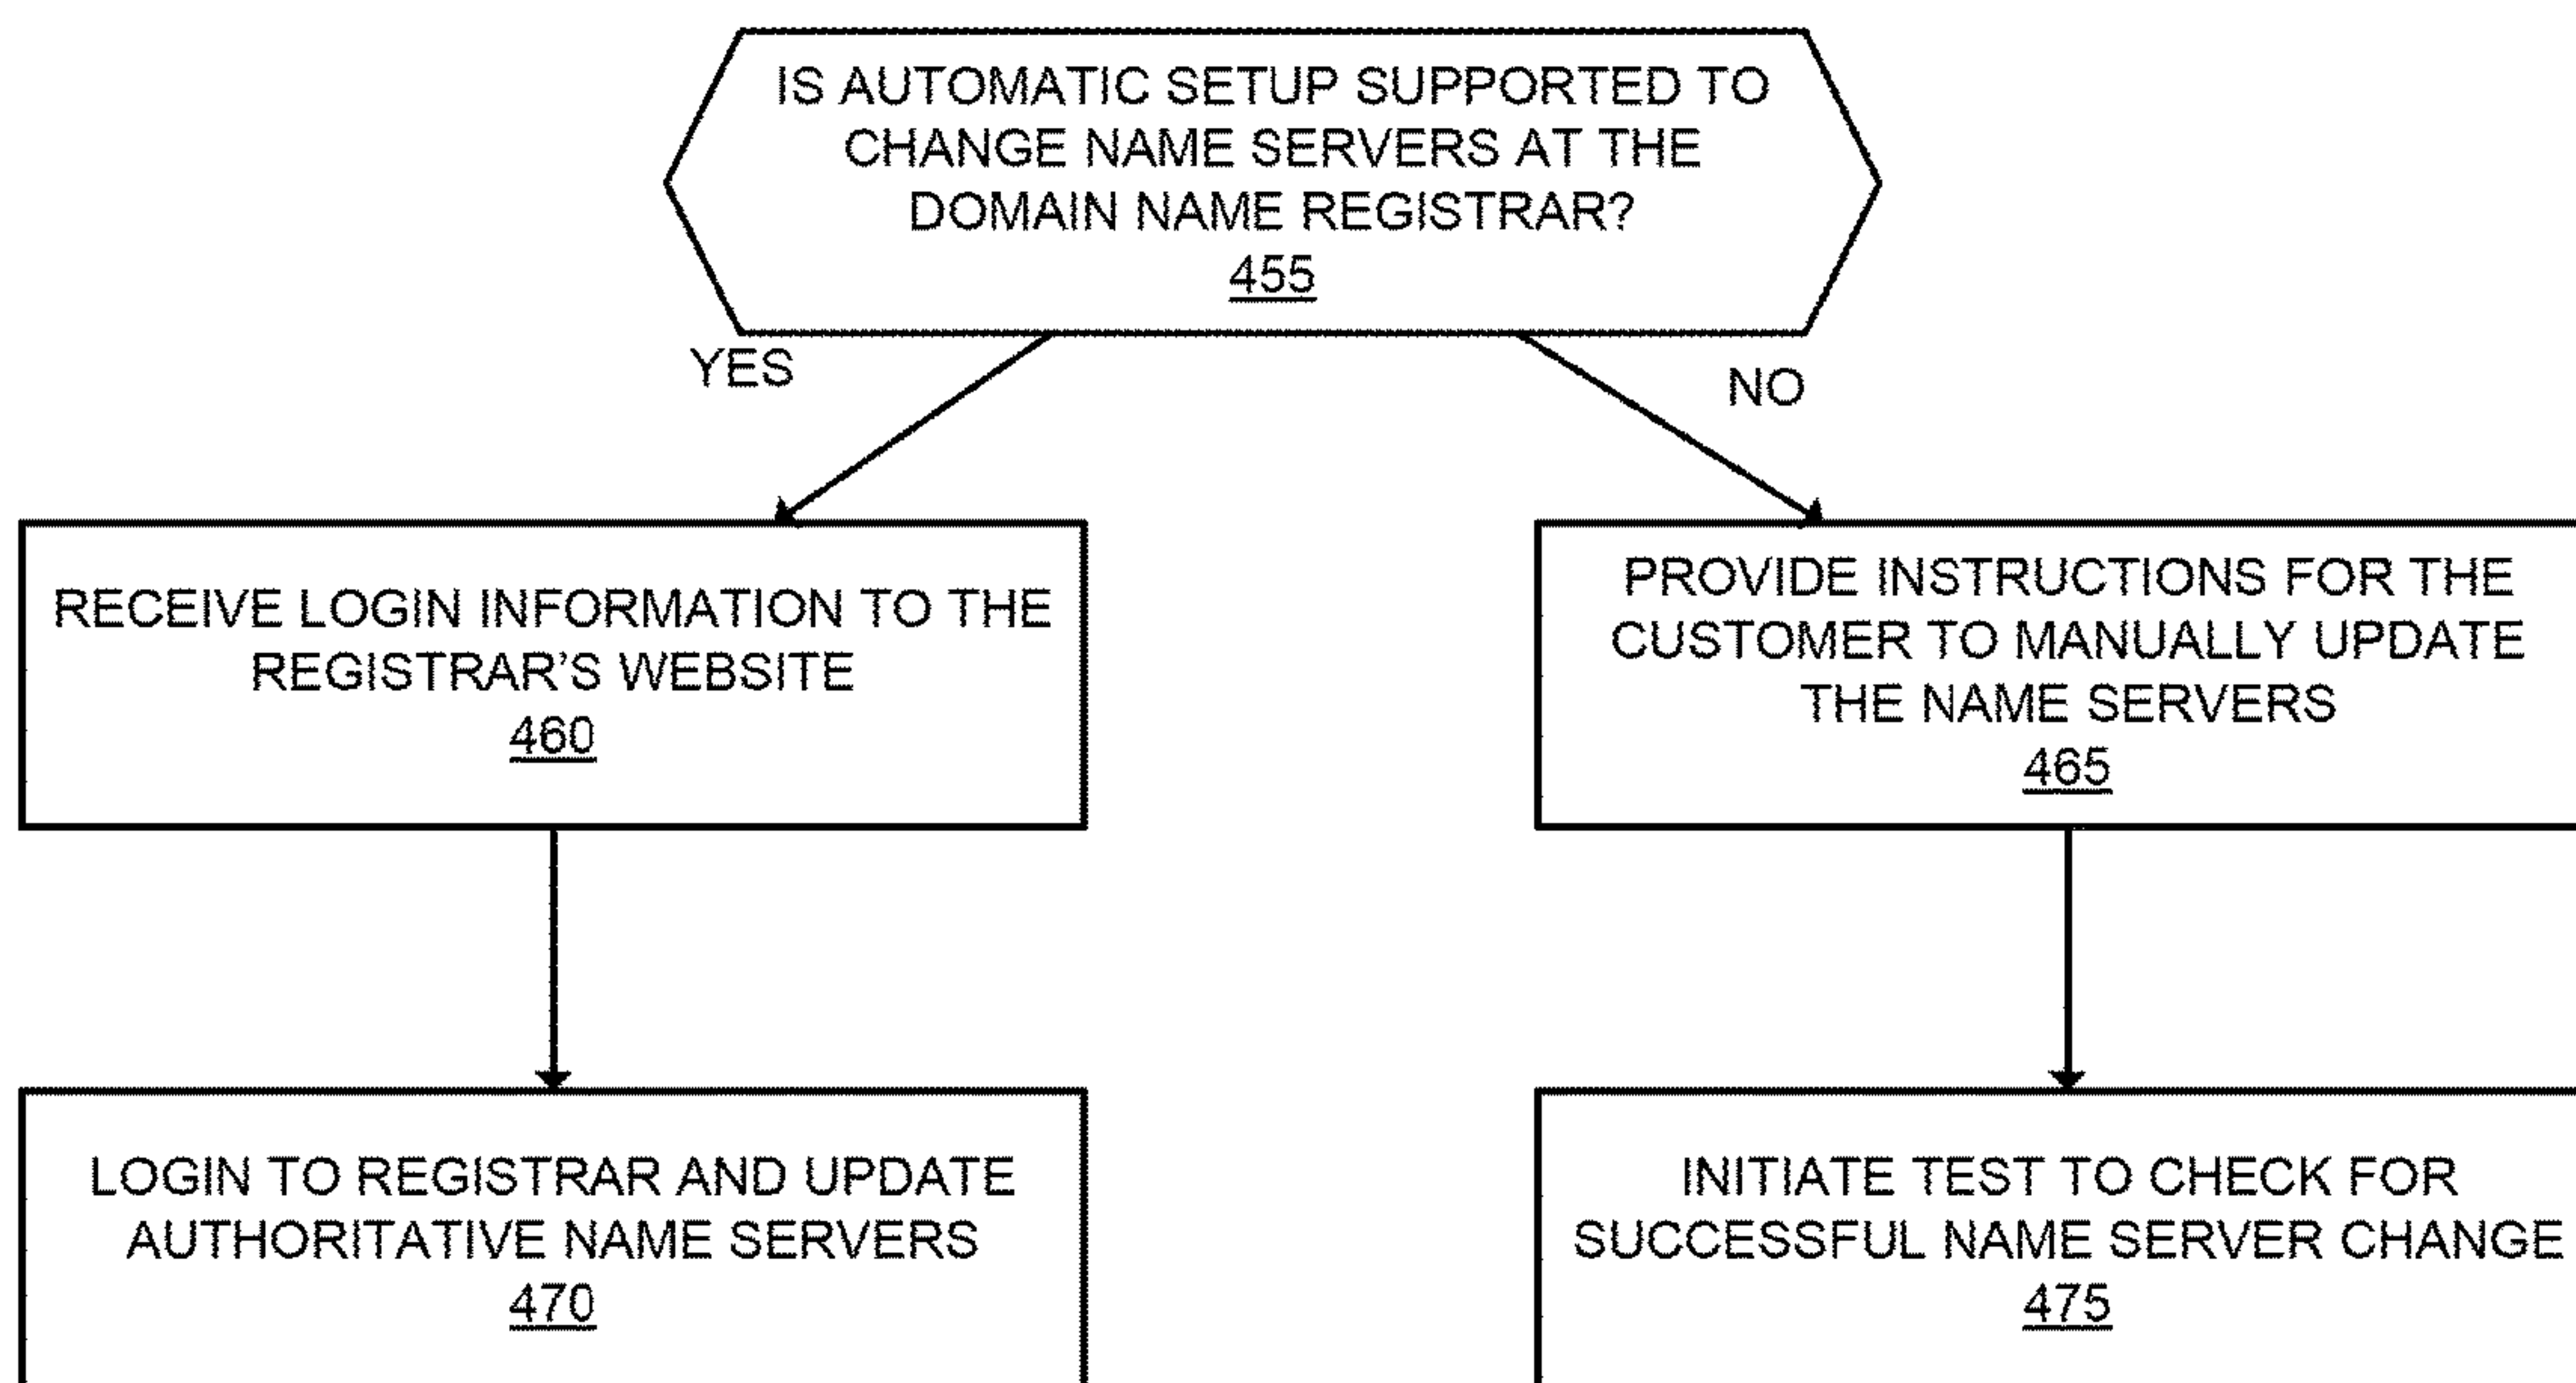 IS AUTOMATIC SETUP SUPPORTED TO
CHANGE NAME SERVERS AT THE
DOMAIN NAME REGISTRAR?
455
YES
NO
RECEIVE LOGIN INFORMATION TO THE
REGISTRAR'S WEBSITE
460
PROVIDE INSTRUCTIONS FOR THE
CUSTOMER TO MANUALLY UPDATE
THE NAME SERVERS
465
LOGIN TO REGISTRAR AND UPDATE
AUTHORITATIVE NAME SERVERS
470
INITIATE TEST TO CHECK FOR
SUCCESSFUL NAME SERVER CHANGE
475